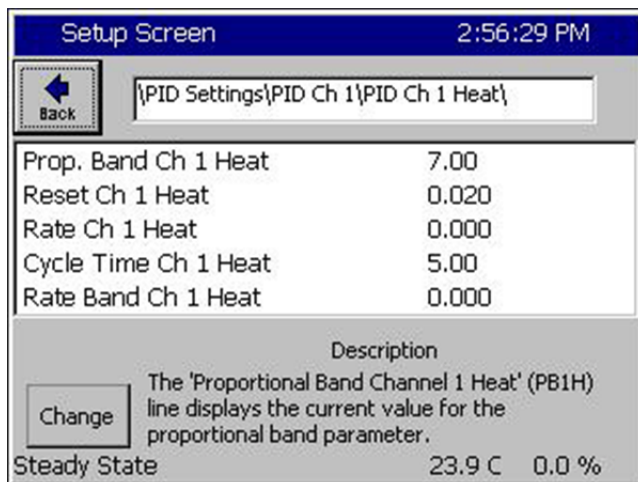 Setup Screen 2:56:29 PM
Back \PID Settings\PID Ch 1\PID Ch 1 Heat\
Prop. Band Ch 1 Heat 7.00
Reset Ch 1 Heat 0.020
Rate Ch 1 Heat 0.000
Cycle Time Ch 1 Heat 5.00
Rate Band Ch 1 Heat 0.000
Description
The 'Proportional Band Channel 1 Heat' (PB1H)
line displays the current value for the
proportional band parameter.
Change
Steady State 23.9 C 0.0 %